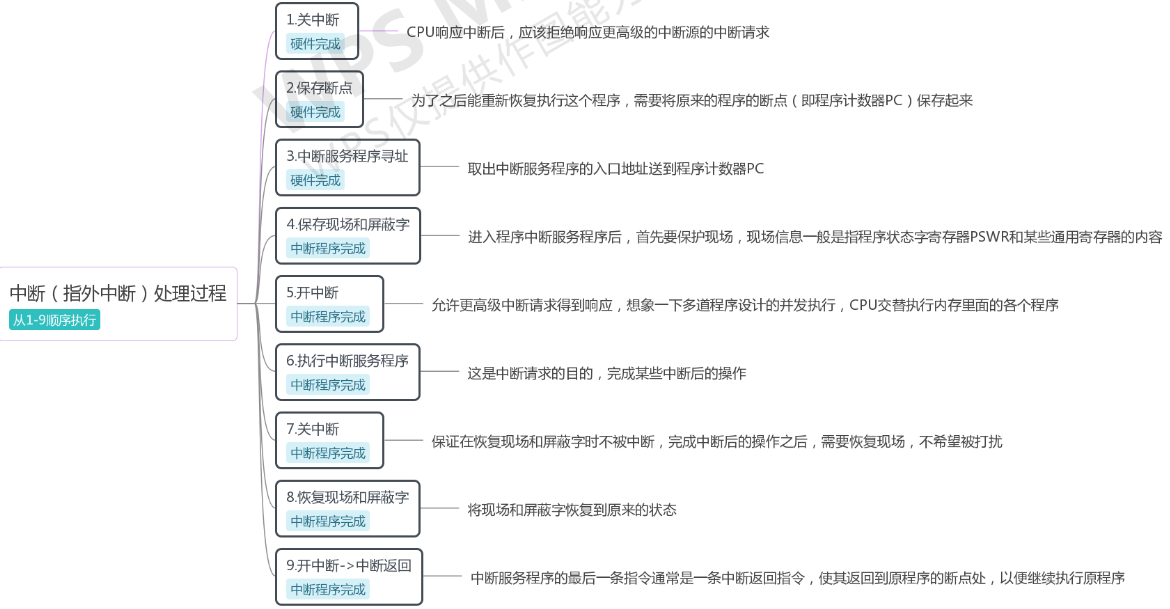 中断（指外中断）处理过程
从1-9顺序执行
1.关中断
硬件完成
CPU响应中断后，应该拒绝响应更高级的中断源的中断请求
2.保存断点
硬件完成
为了之后能重新恢复执行这个程序，需要将原来的程序的断点（即程序计数器PC）保存起来
3.中断服务程序寻址
硬件完成
取出中断服务程序的入口地址送到程序计数器PC
4.保存现场和屏蔽字
中断程序完成
进入程序中断服务程序后，首先要保护现场，现场信息一般是指程序状态字寄存器PSWR和某些通用寄存器的内容
5.开中断
中断程序完成
允许更高级中断请求得到响应，想象一下多道程序设计的并发执行，CPU交替执行内存里面的各个程序
6.执行中断服务程序
中断程序完成
这是中断请求的目的，完成某些中断后的操作
7.关中断
中断程序完成
保证在恢复现场和屏蔽字时不被中断，完成中断后的操作之后，需要恢复现场，不希望被打扰
8.恢复现场和屏蔽字
中断程序完成
将现场和屏蔽字恢复到原来的状态
9.开中断->中断返回
中断程序完成
中断服务程序的最后一条指令通常是一条中断返回指令，使其返回到原程序的断点处，以便继续执行原程序
WPS
WPS仅提供作图能力